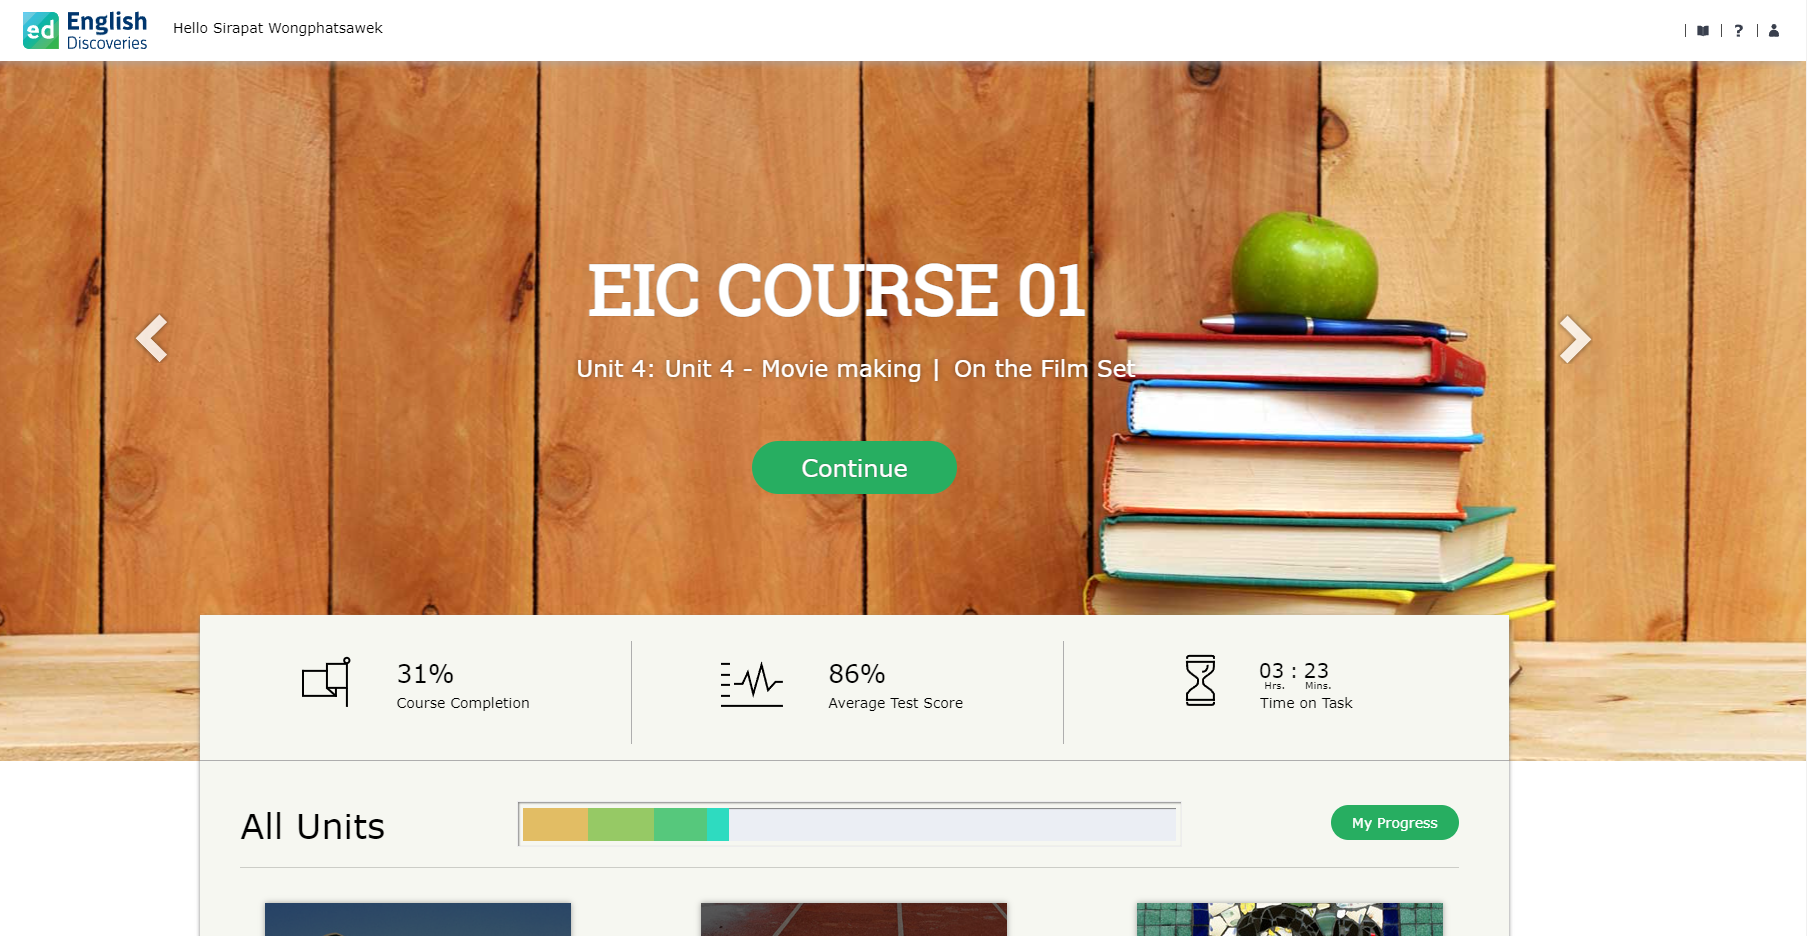 ed English
Discoveries
Hello Sirapat Wongphatsawek
?
EIC COURSE 01
Unit 4: Unit 4 - Movie making | On the Film Set
Continue
31%
Course Completion
86%
Average Test Score
03 : 23
Hrs. Mins.
Time on Task
All Units
My Progress